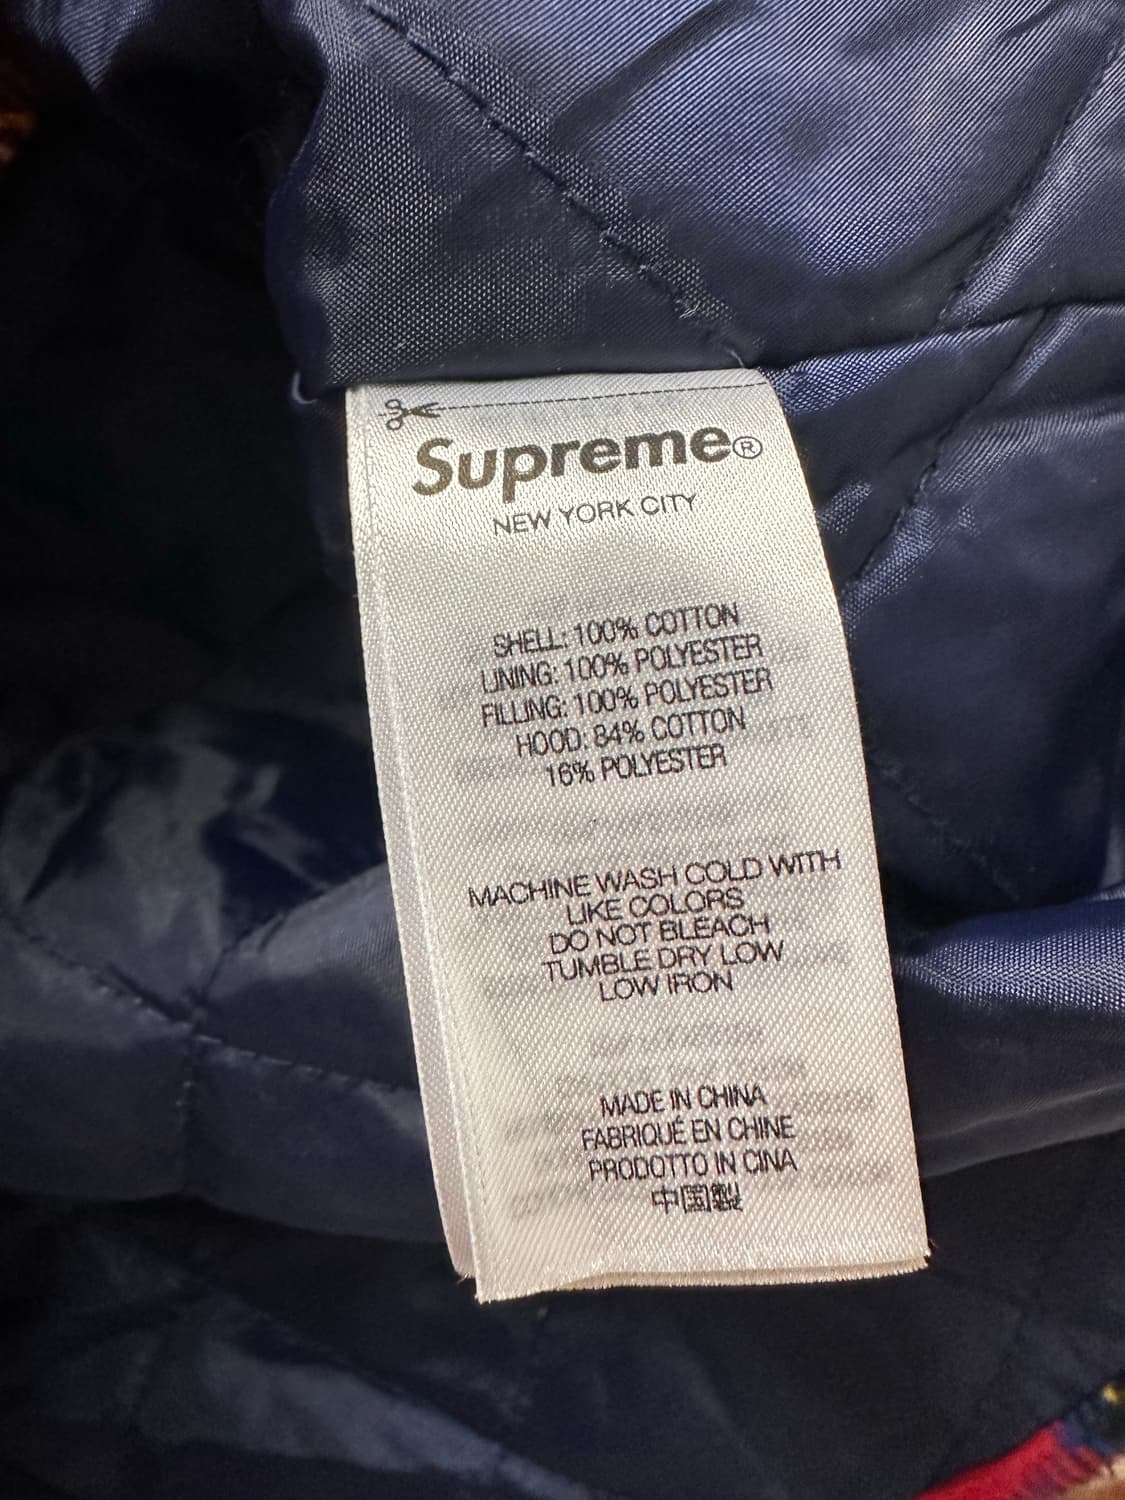 Supreme®
NEW YORK CITY
SHELL: 100% COTTON
LINING: 100% POLYESTER
FILLING: 100% POLYESTER
HOOD: 84% COTTON
16% POLYESTER
MACHINE WASH COLD WITH
LIKE COLORS
DO NOT BLEACH
TUMBLE DRY LOW
LOW IRON
MADE IN CHINA
FABRIQUÉ EN CHINE
PRODOTTO IN CINA
中国製